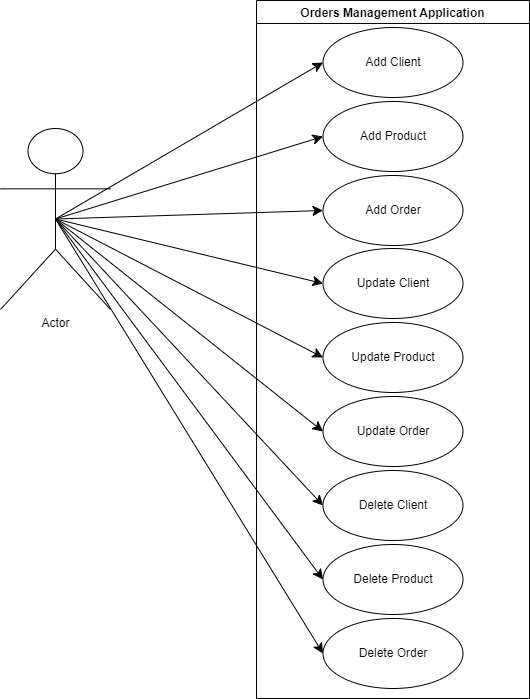 Orders Management Application
Add Client
Add Product
Add Order
Update Client
Actor
Update Product
Update Order
Delete Client
Delete Product
Delete Order